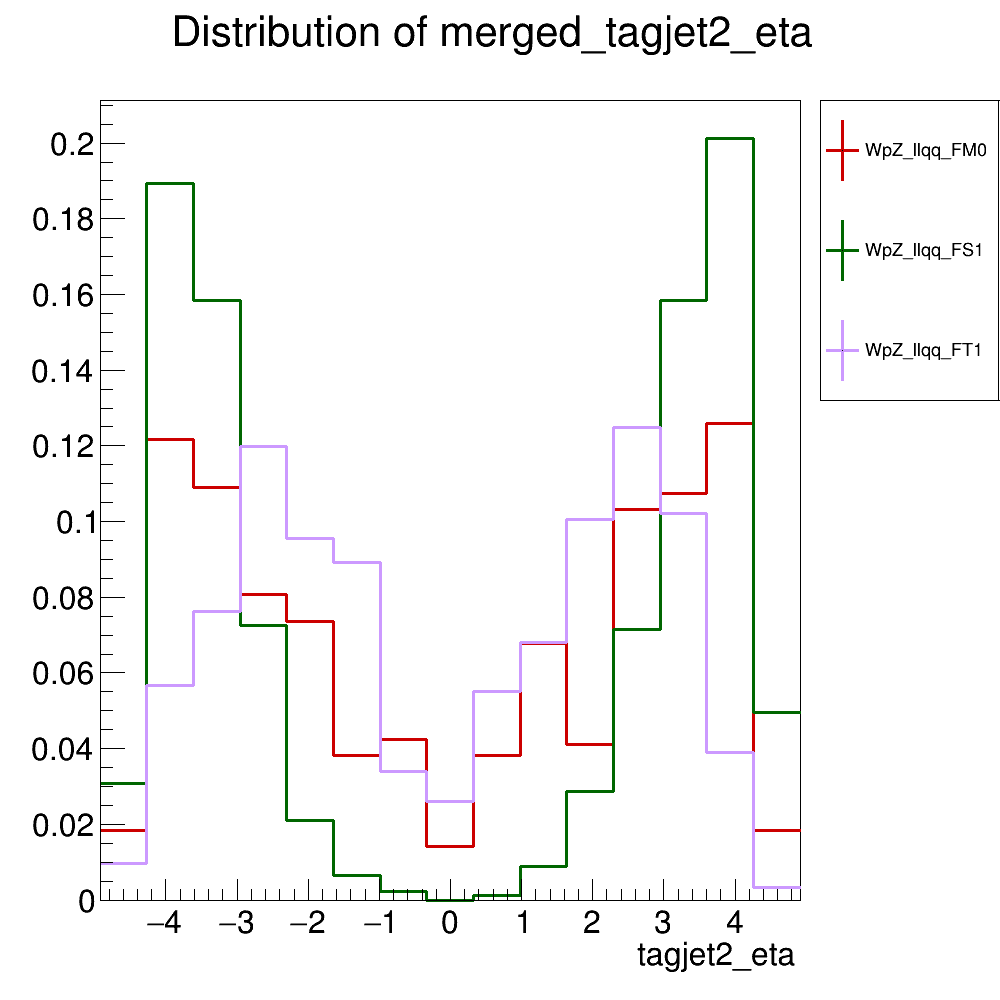 Distribution of merged_tagjet2_eta
0.2
0.18
0.16
0.14
0.12
0.1
0.08
0.06
0.04
0.02
0
−4 −3 −2 −1 0 1 2 3 4
tagjet2_eta
WpZ_llqq_FM0
WpZ_llqq_FS1
WpZ_llqq_FT1